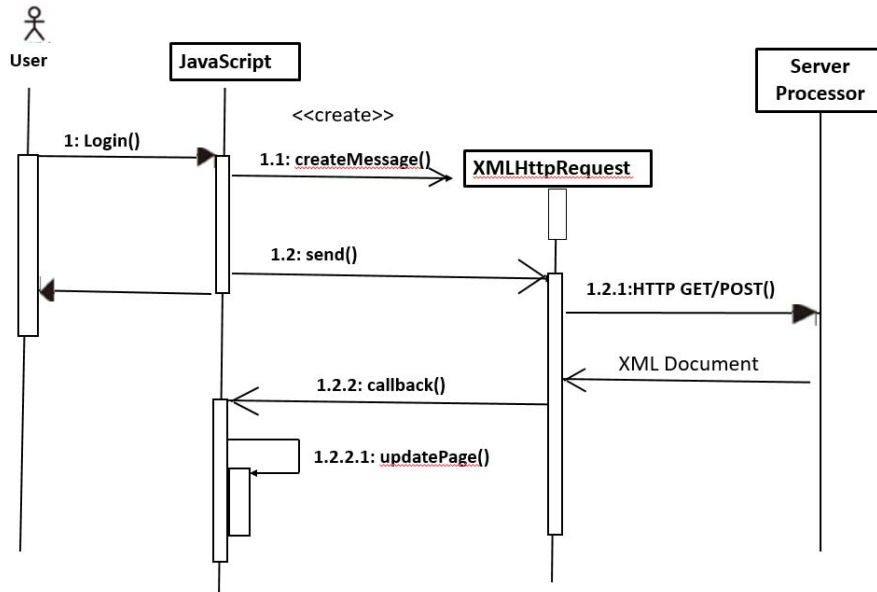 User
JavaScript
Server
Processor
<<create>>
1: Login()
1.1: createMessage()
XMLHttpRequest
1.2: send()
1.2.1:HTTP GET/POST()
XML Document
1.2.2: callback()
1.2.2.1: updatePage()